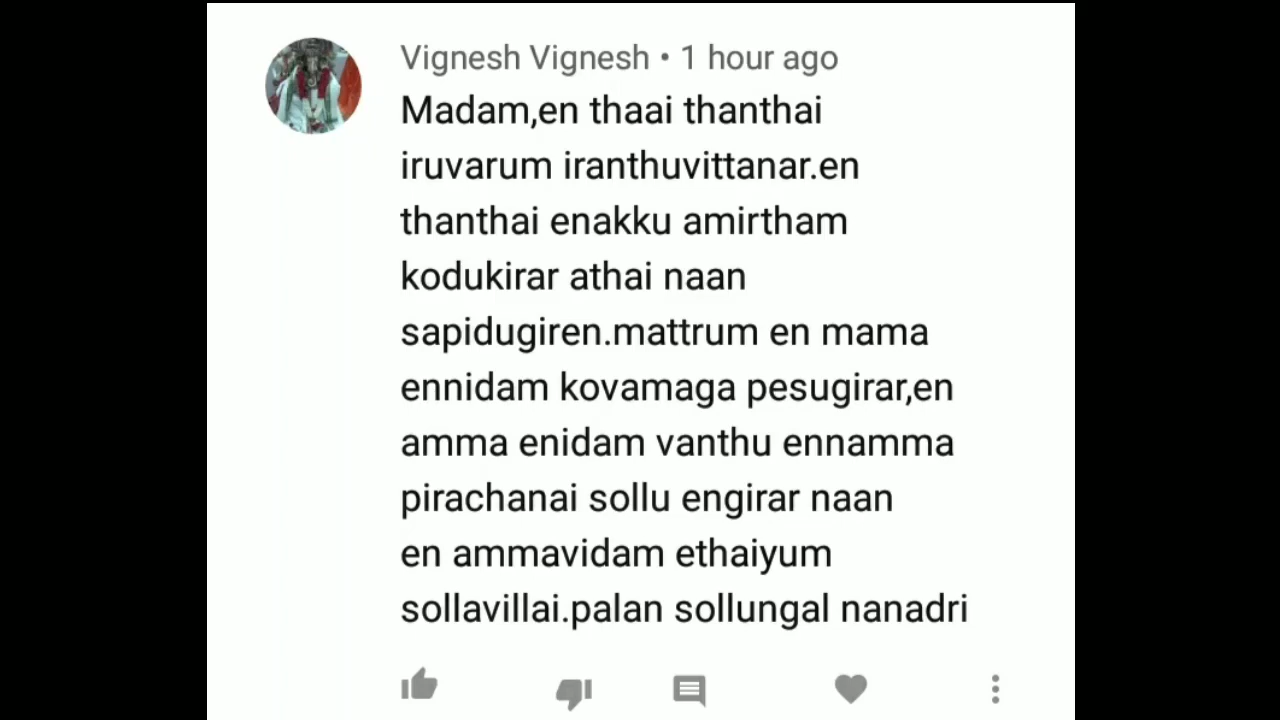 Vignesh Vignesh • 1 hour ago
Madam,en thaai thanthai
iruvarum iranthuvittanar.en
thanthai enakku amirtham
kodukirar athai naan
sapidugiren.mattrum en mama
ennidam kovamaga pesugirar,en
amma enidam vanthu ennamma
pirachanai sollu engirar naan
en ammavidam ethaiyum
sollavillai.palan sollungal nanadri